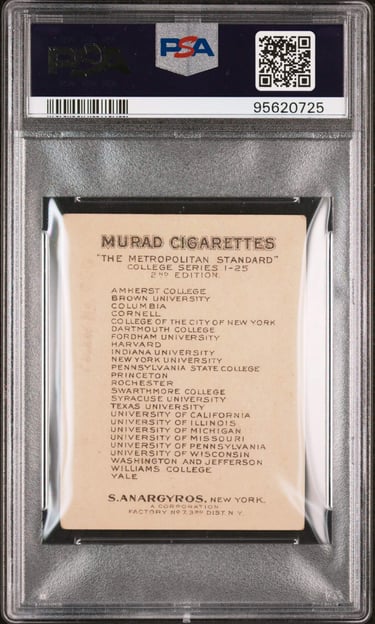 PSA
PSA
95620725
MURAD CIGARETTES
"THE METROPOLITAN STANDARD"
COLLEGE SERIES 1-25
2ND EDITION.
AMHERST COLLEGE
BROWN UNIVERSITY
COLUMBIA
CORNELL
COLLEGE OF THE CITY OF NEW YORK
DARTMOUTH COLLEGE
FORDHAM UNIVERSITY
HARVARD
INDIANA UNIVERSITY
NEW YORK UNIVERSITY
PENNSYLVANIA STATE COLLEGE
PRINCETON
ROCHESTER
SWARTHMORE COLLEGE
SYRACUSE UNIVERSITY
TEXAS UNIVERSITY
UNIVERSITY OF CALIFORNIA
UNIVERSITY OF ILLINOIS
UNIVERSITY OF MICHIGAN
UNIVERSITY OF MISSOURI
UNIVERSITY OF PENNSYLVANIA
UNIVERSITY OF WISCONSIN
WASHINGTON AND JEFFERSON
WILLIAMS COLLEGE
YALE
S. ANARGYROS, NEW YORK.
A CORPORATION
FACTORY NO 7, 3RD DIST. N.Y.